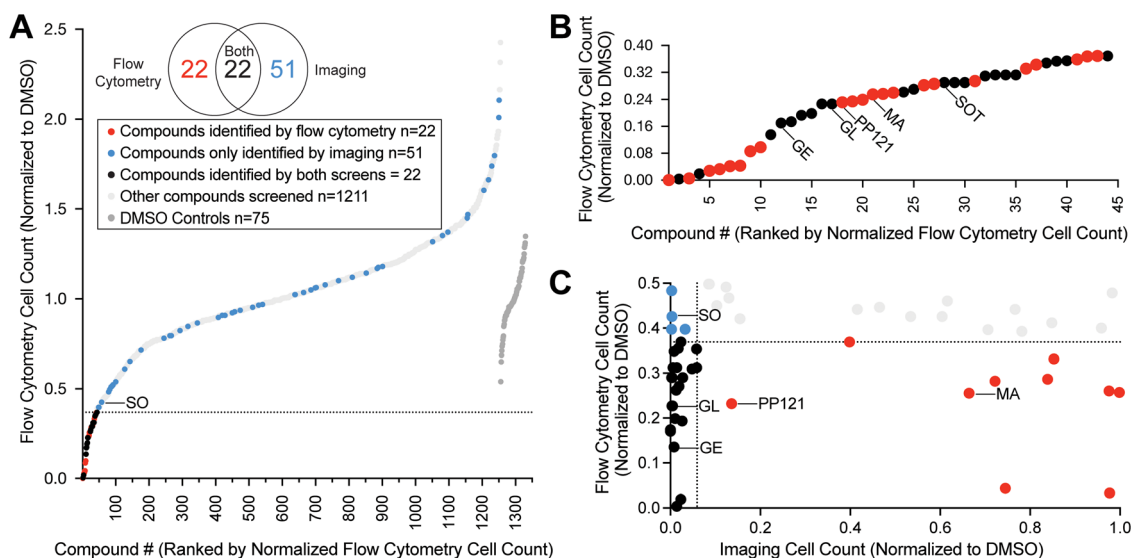 A
Flow Cytometry Cell Count (Normalized to DMSO)
2.5
2.0
1.5
1.0
0.5
0.0
Flow
Cytometry
Both
22
22
51
Imaging
Compounds identified by flow cytometry n=22
Compounds only identified by imaging n=51
Compounds identified by both screens = 22
Other compounds screened n=1211
DMSO Controls n=75
SO
100
200
300
400
500
600
700
800
900
1000
1100
1200
1300
Compound # (Ranked by Normalized Flow Cytometry Cell Count)
B
Flow Cytometry Cell Count
(Normalized to DMSO)
0.40
0.32
0.24
0.16
0.08
0.00
GE
GL
PP121
MA
SOT
5
10
15
20
25
30
35
40
45
Compound # (Ranked by Normalized Flow Cytometry Cell Count)
C
Flow Cytometry Cell Count
(Normalized to DMSO)
0.5
0.4
0.3
0.2
0.1
0.0
SO
PP121
GL
GE
MA
0.0
0.2
0.4
0.6
0.8
1.0
Imaging Cell Count (Normalized to DMSO)